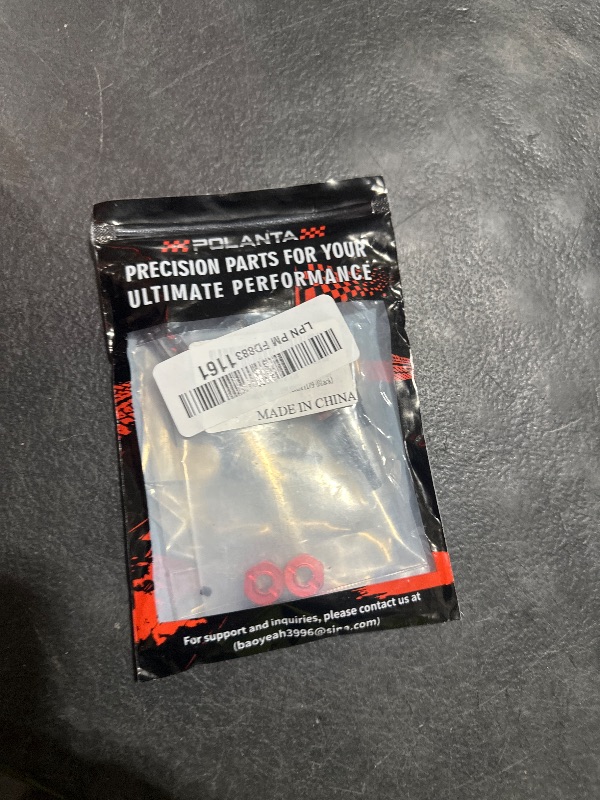 POLANTA
PRECISION PARTS FOR YOUR
ULTIMATE PERFORMANCE
LPN PM FD883 1161
(Black)
MADE IN CHINA
For support and inquiries, please contact us at
(baoyeah3996@sina.com)